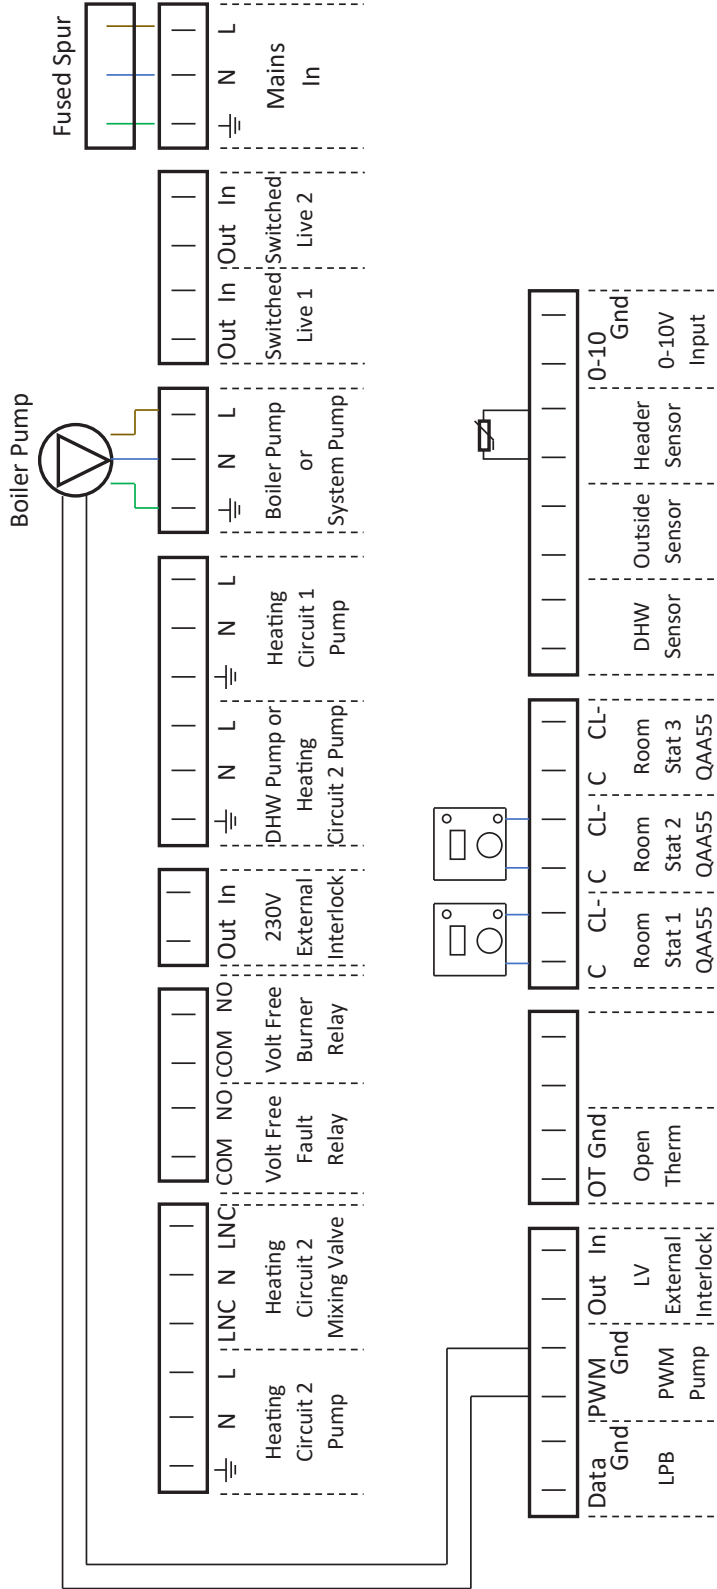 Boiler Pump
Fused Spur
N L
Heating
Circuit 2
Pump
LNC N LNC
Heating
Circuit 2
Mixing Valve
COM NO
Volt Free
Fault
Relay
COM NO
Volt Free
Burner
Relay
Out In
230V
External
Interlock
N L
DHW Pump or
Heating
Circuit 2 Pump
N L
Heating
Circuit 1
Pump
N L
Boiler Pump
or
System Pump
Out In
Switched
Live 1
Out In
Switched
Live 2
N L
Mains
In
Data
Gnd
LPB
PWM
Gnd
PWM
Pump
Out In
LV
External
Interlock
OT Gnd
Open
Therm
C CL-
Room
Stat 1
QAA55
C CL-
Room
Stat 2
QAA55
C CL-
Room
Stat 3
QAA55
DHW
Sensor
Outside
Sensor
Header
Sensor
0-10
Gnd
0-10V
Input